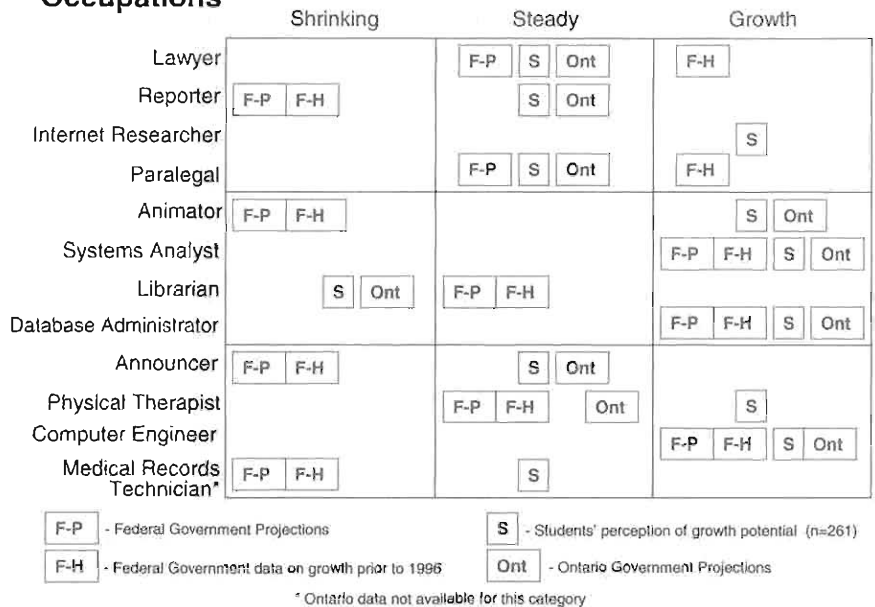 Occupations
Shrinking Steady Growth
Lawyer F-P S Ont F-H
Reporter F-P F-H S Ont
Internet Researcher S
Paralegal F-P S Ont F-H
Animator F-P F-H S Ont
Systems Analyst F-P F-H S Ont
Librarian S Ont F-P F-H
Database Administrator F-P F-H S Ont
Announcer F-P F-H S Ont
Physical Therapist F-P F-H Ont S
Computer Engineer F-P F-H S Ont
Medical Records F-P F-H S
Technician*
F-P - Federal Government Projections S - Students' perception of growth potential (n=261)
F-H - Federal Government data on growth prior to 1996 Ont - Ontario Government Projections
* Ontario data not available for this category